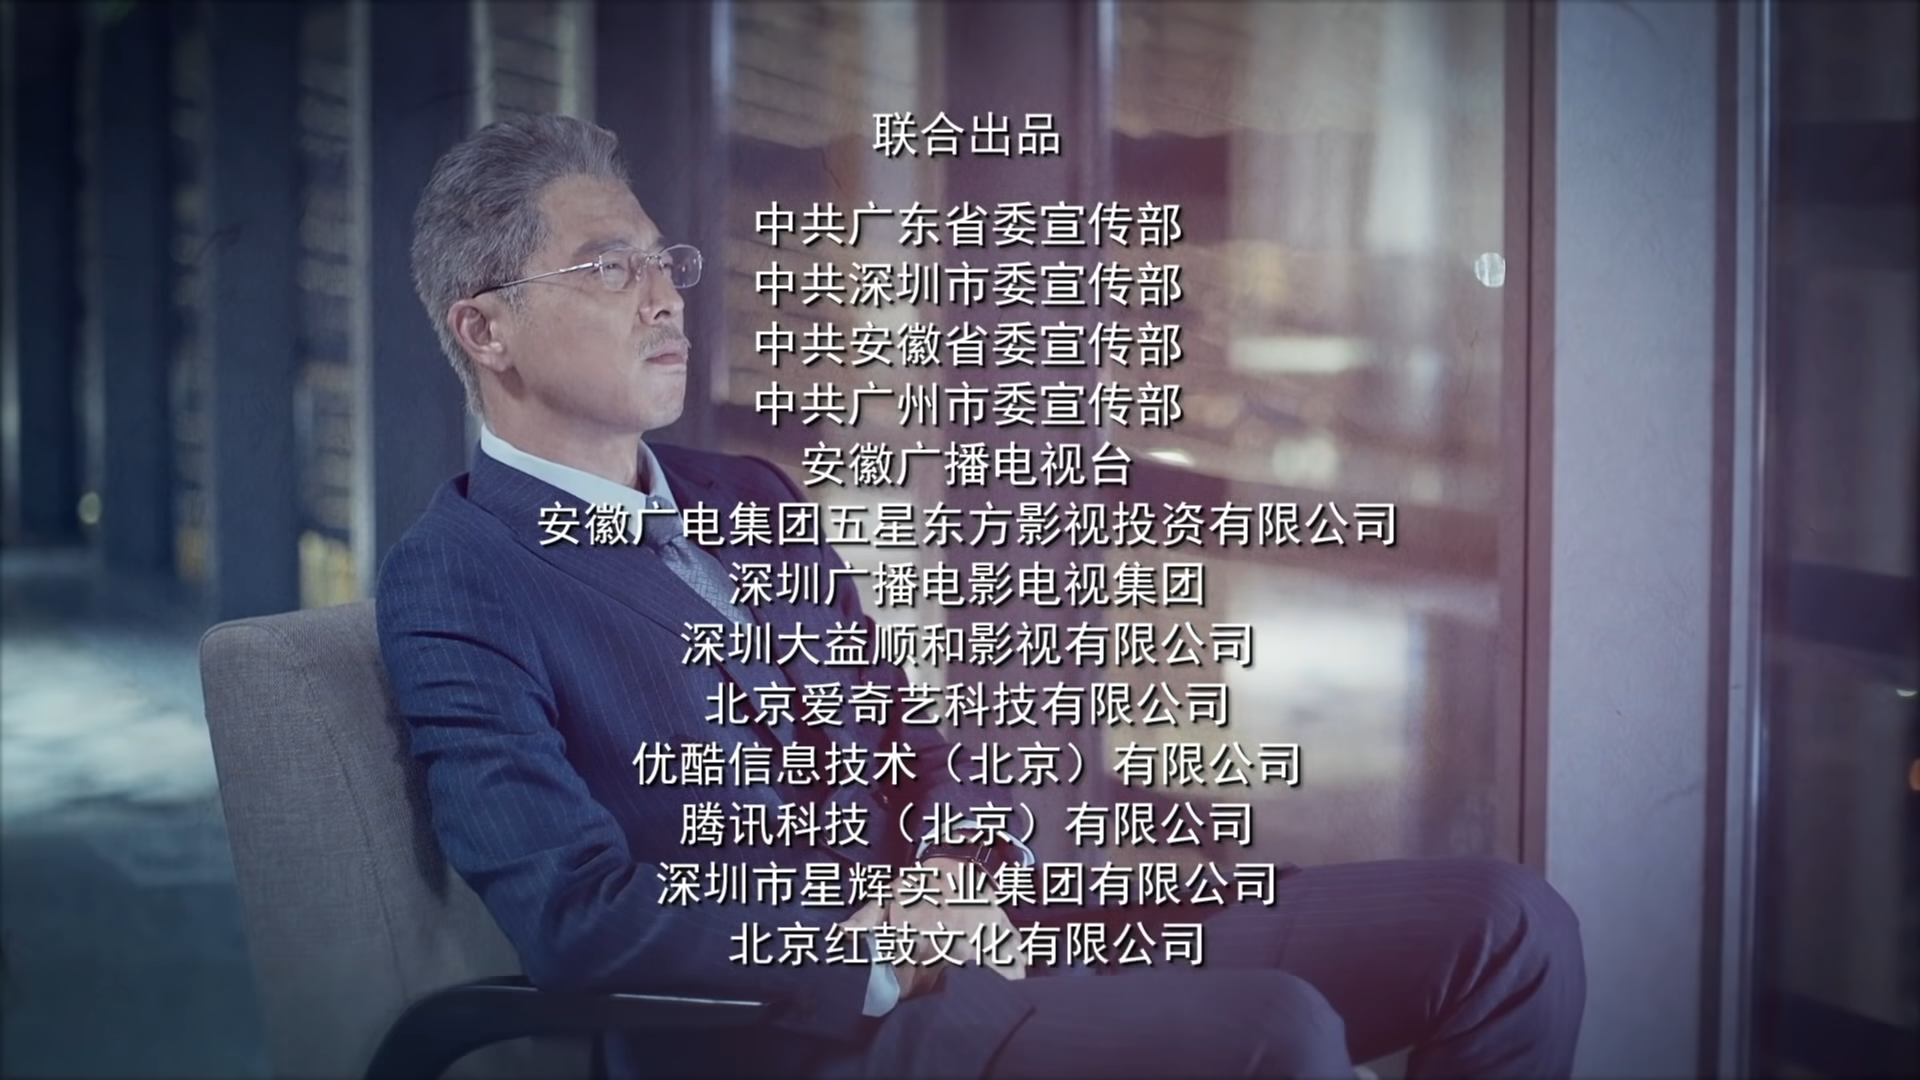 联合出品
中共广东省委宣传部
中共深圳市委宣传部
中共安徽省委宣传部
中共广州市委宣传部
安徽广播电视台
安徽广电集团五星东方影视投资有限公司
深圳广播电影电视集团
深圳大益顺和影视有限公司
北京爱奇艺科技有限公司
优酷信息技术（北京）有限公司
腾讯科技（北京）有限公司
深圳市星辉实业集团有限公司
北京红鼓文化有限公司